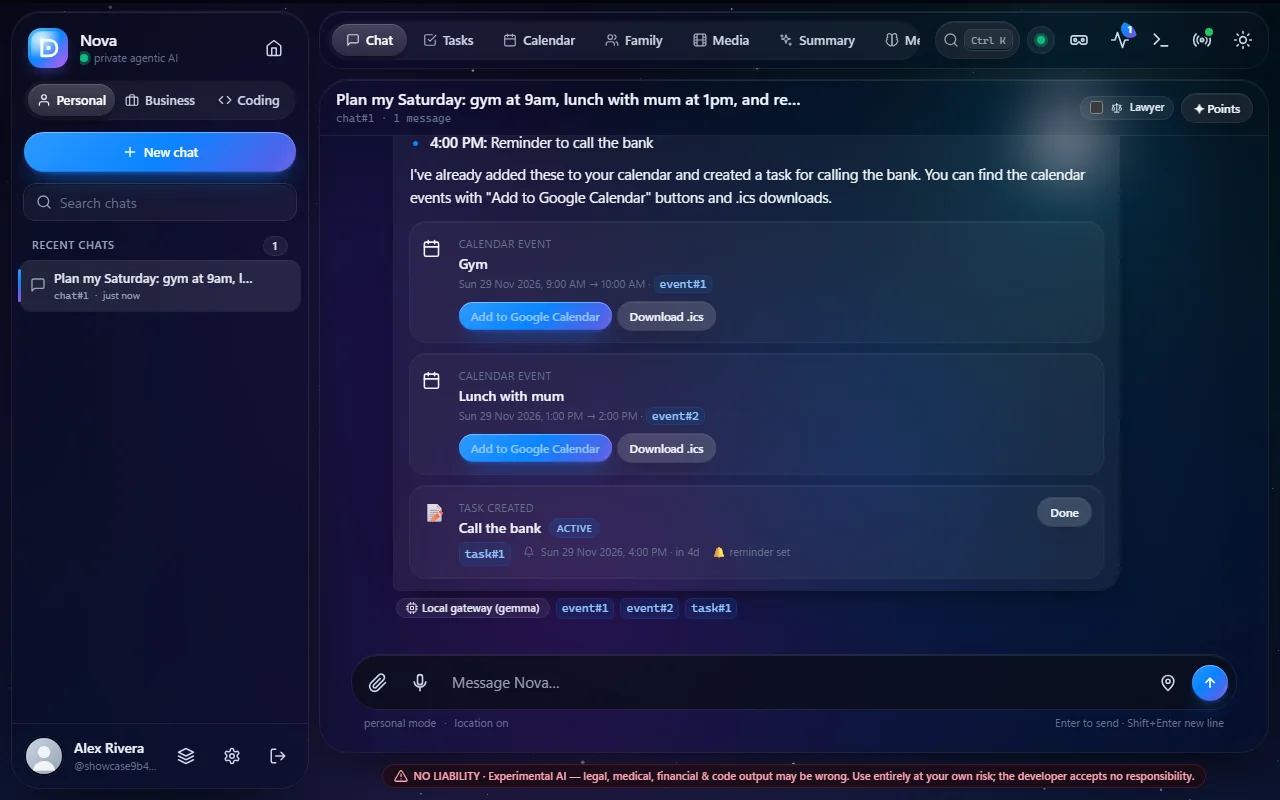 Nova
private agentic AI
Personal
Business
Coding
New chat
Search chats
RECENT CHATS
1
Plan my Saturday: gym at 9am, l...
chat#1 · just now
Alex Rivera
@showcase9b4...
Chat
Tasks
Calendar
Family
Media
Summary
Me
Ctrl K
1
Plan my Saturday: gym at 9am, lunch with mum at 1pm, and re...
chat#1 · 1 message
Lawyer
Points
4:00 PM: Reminder to call the bank
I've already added these to your calendar and created a task for calling the bank. You can find the calendar
events with "Add to Google Calendar" buttons and .ics downloads.
CALENDAR EVENT
Gym
Sun 29 Nov 2026, 9:00 AM → 10:00 AM · event#1
Add to Google Calendar
Download .ics
CALENDAR EVENT
Lunch with mum
Sun 29 Nov 2026, 1:00 PM → 2:00 PM · event#2
Add to Google Calendar
Download .ics
TASK CREATED
Call the bank ACTIVE
task#1 Sun 29 Nov 2026, 4:00 PM · in 4d reminder set
Done
Local gateway (gemma) event#1 event#2 task#1
Message Nova...
personal mode · location on
Enter to send · Shift+Enter new line
NO LIABILITY · Experimental AI — legal, medical, financial & code output may be wrong. Use entirely at your own risk; the developer accepts no responsibility.